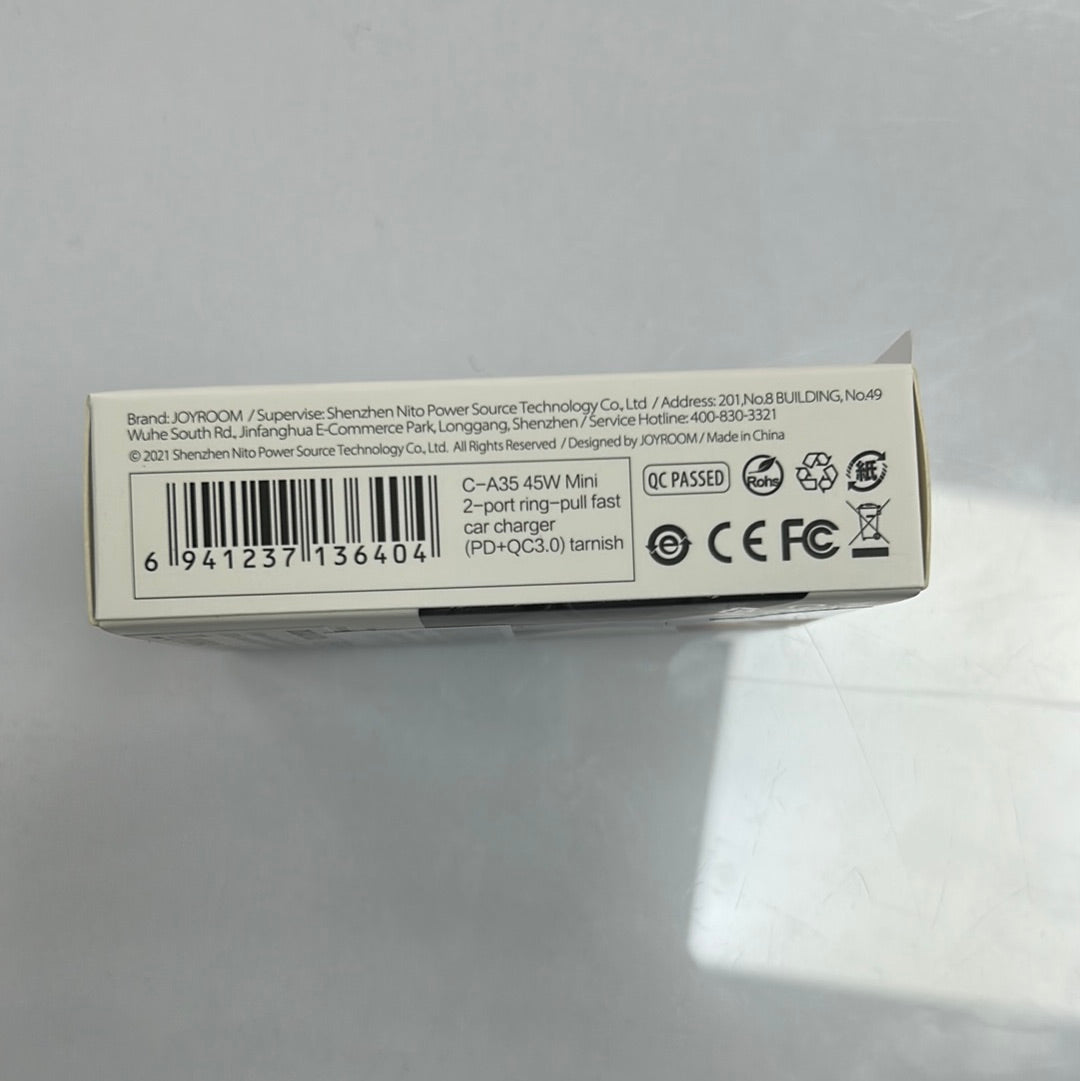 Brand: JOYROOM / Supervise: Shenzhen Nito Power Source Technology Co., Ltd / Address: 201,No.8 BUILDING, No.49
Wuhe South Rd., Jinfanghua E-Commerce Park, Longgang, Shenzhen / Service Hotline: 400-830-3321
© 2021 Shenzhen Nito Power Source Technology Co., Ltd. All Rights Reserved / Designed by JOYROOM / Made in China
C-A35 45W Mini
2-port ring-pull fast
car charger
(PD+QC3.0) tarnish
6 941237 136404
QC PASSED
RoHs
紙
e
CE
FC